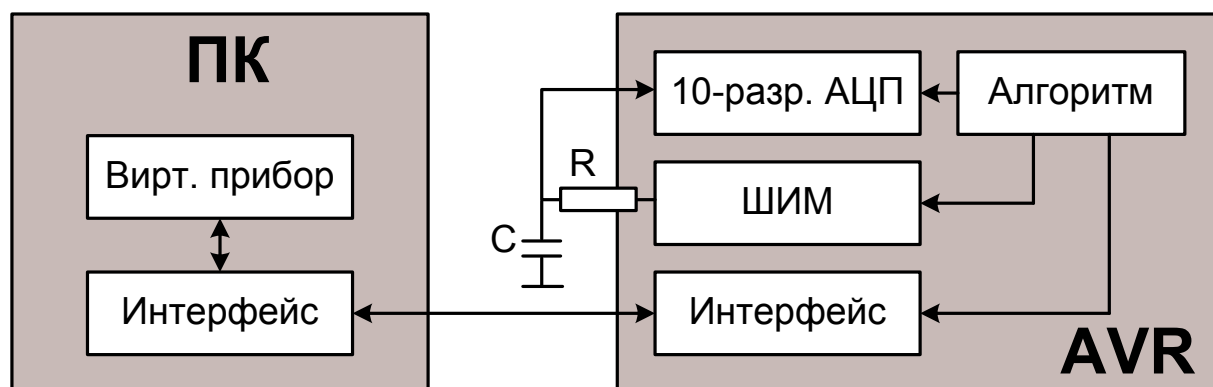 ПК
Вирт. прибор
Интерфейс
R
C
10-разр. АЦП
Алгоритм
ШИМ
Интерфейс
AVR